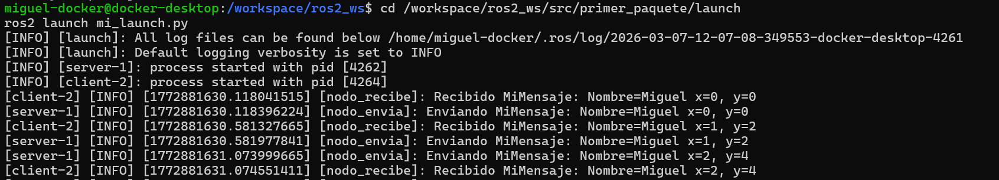 miguel-docker@docker-desktop:/workspace/ros2_ws$ cd /workspace/ros2_ws/src/primer_paquete/launch
ros2 launch mi_launch.py
[INFO] [launch]: All log files can be found below /home/miguel-docker/.ros/log/2026-03-07-12-07-08-349553-docker-desktop-4261
[INFO] [launch]: Default logging verbosity is set to INFO
[INFO] [server-1]: process started with pid [4262]
[INFO] [client-2]: process started with pid [4264]
[client-2] [INFO] [1772881630.118041515] [nodo_recibe]: Recibido MiMensaje: Nombre=Miguel x=0, y=0
[server-1] [INFO] [1772881630.118396224] [nodo_envia]: Enviando MiMensaje: Nombre=Miguel x=0, y=0
[client-2] [INFO] [1772881630.581327665] [nodo_recibe]: Recibido MiMensaje: Nombre=Miguel x=1, y=2
[server-1] [INFO] [1772881630.581977841] [nodo_envia]: Enviando MiMensaje: Nombre=Miguel x=1, y=2
[server-1] [INFO] [1772881631.073999665] [nodo_envia]: Enviando MiMensaje: Nombre=Miguel x=2, y=4
[client-2] [INFO] [1772881631.074551411] [nodo_recibe]: Recibido MiMensaje: Nombre=Miguel x=2, y=4